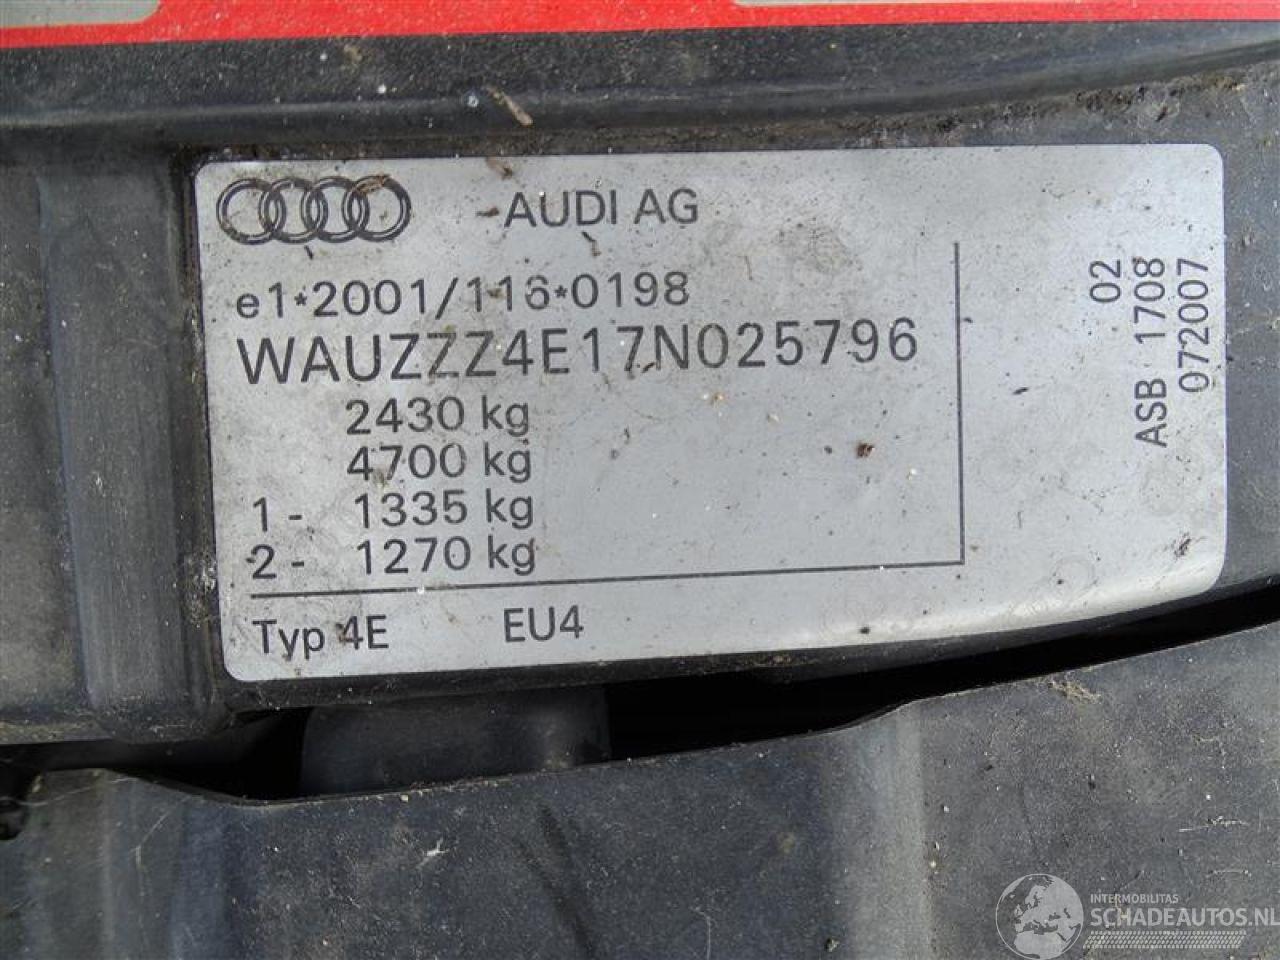 AUDI AG
e1*2001/116*0198
WAUZZZ4E17N025796
2430 kg
4700 kg
1- 1335 kg
2- 1270 kg
Typ 4E EU4
02
ASB 1708
072007
INTERMOBILITAS
SCHADEAUTOS.NL